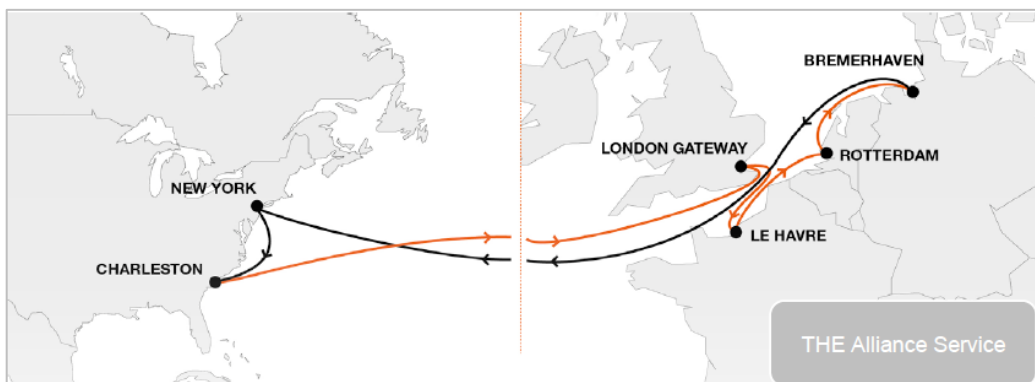 BREMERHAVEN
LONDON GATEWAY
ROTTERDAM
NEW YORK
LE HAVRE
CHARLESTON
THE Alliance Service